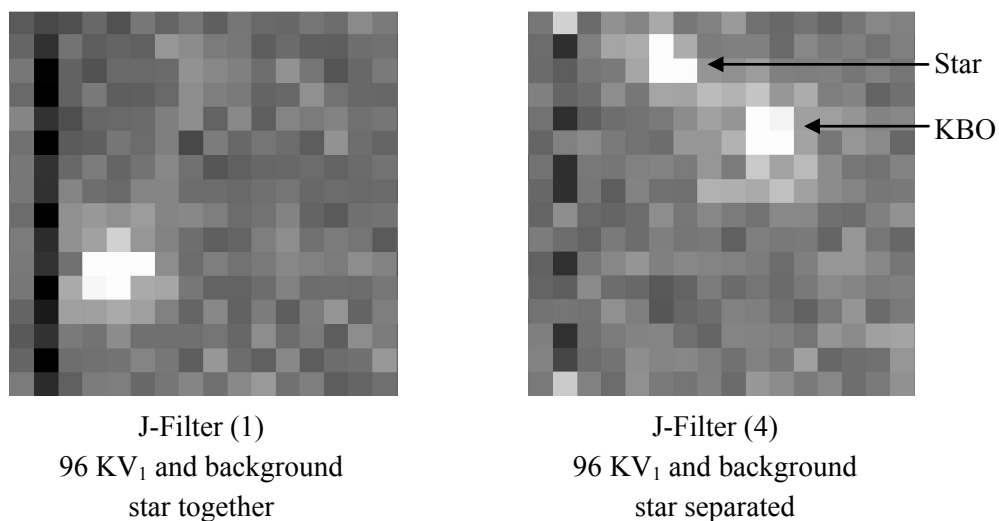 Star
KBO
J-Filter (1)
96 KV₁ and background
star together
J-Filter (4)
96 KV₁ and background
star separated